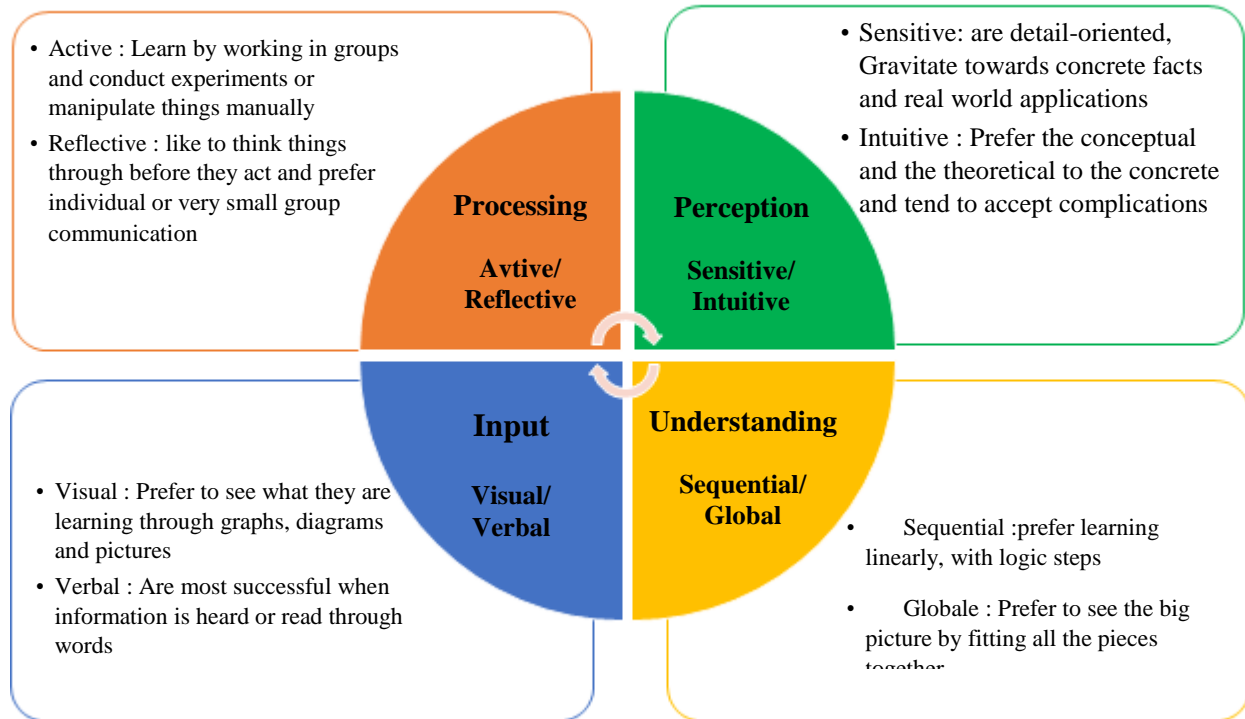 • Active : Learn by working in groups
and conduct experiments or
manipulate things manually
• Reflective : like to think things
through before they act and prefer
individual or very small group
communication
• Sensitive: are detail-oriented,
Gravitate towards concrete facts
and real world applications
• Intuitive : Prefer the conceptual
and the theoretical to the concrete
and tend to accept complications
Processing
Avtive/
Reflective
Perception
Sensitive/
Intuitive
Input
Visual/
Verbal
Understanding
Sequential/
Global
• Visual : Prefer to see what they are
learning through graphs, diagrams
and pictures
• Verbal : Are most successful when
information is heard or read through
words
• Sequential :prefer learning
linearly, with logic steps
• Globale : Prefer to see the big
picture by fitting all the pieces
together